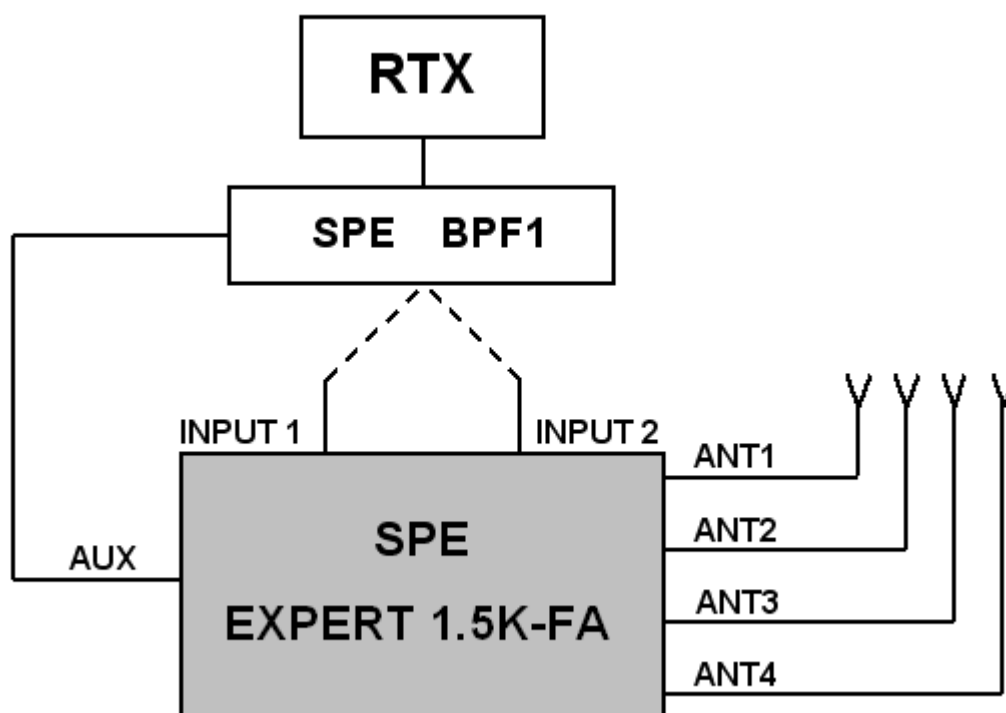 RTX
SPE BPF1
INPUT 1
INPUT 2
ANT1
SPE
ANT2
AUX
EXPERT 1.5K-FA
ANT3
ANT4